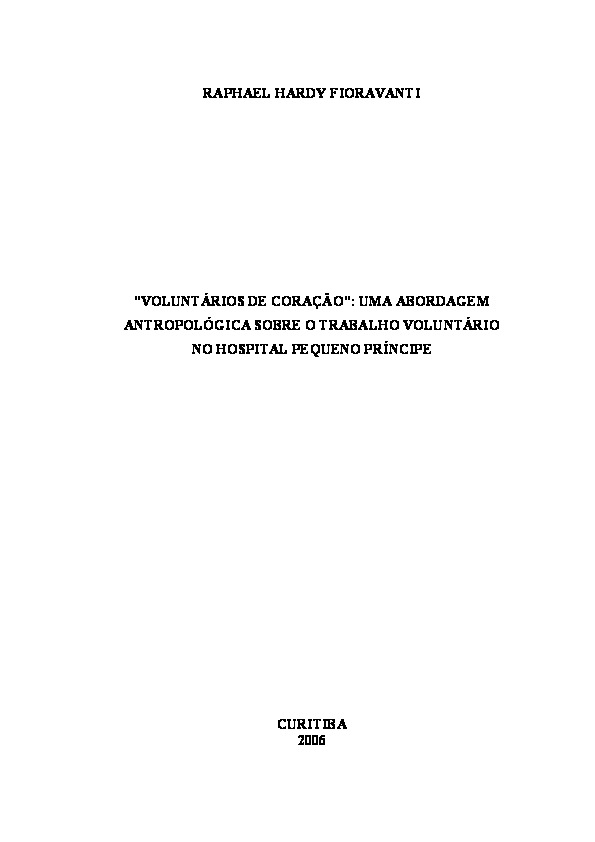 RAPHAEL HARDY FIORAVANTI
"VOLUNTÁRIOS DE CORAÇÃO": UMA ABORDAGEM
ANTROPOLÓGICA SOBRE O TRABALHO VOLUNTÁRIO
NO HOSPITAL PEQUENO PRÍNCIPE
CURITIBA
2006